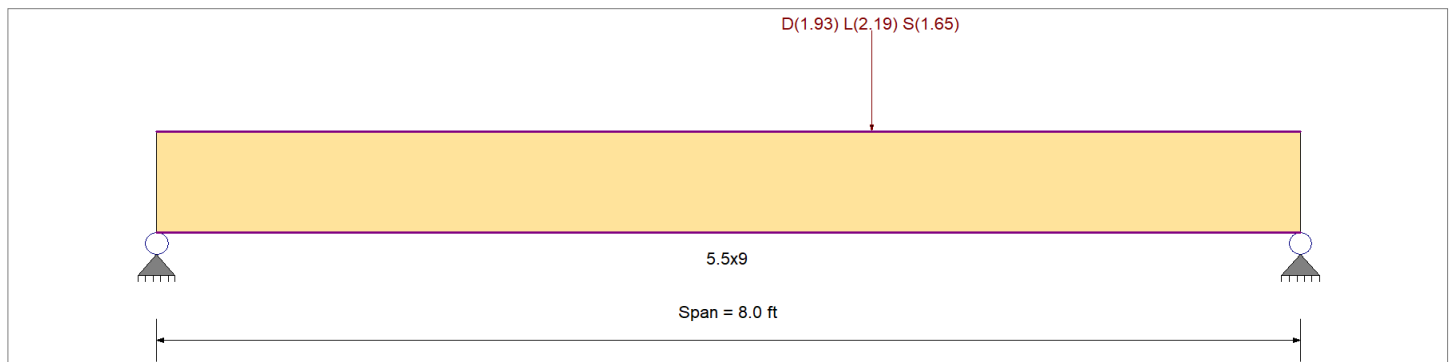 D(1.93) L(2.19) S(1.65)
5.5x9
Span = 8.0 ft